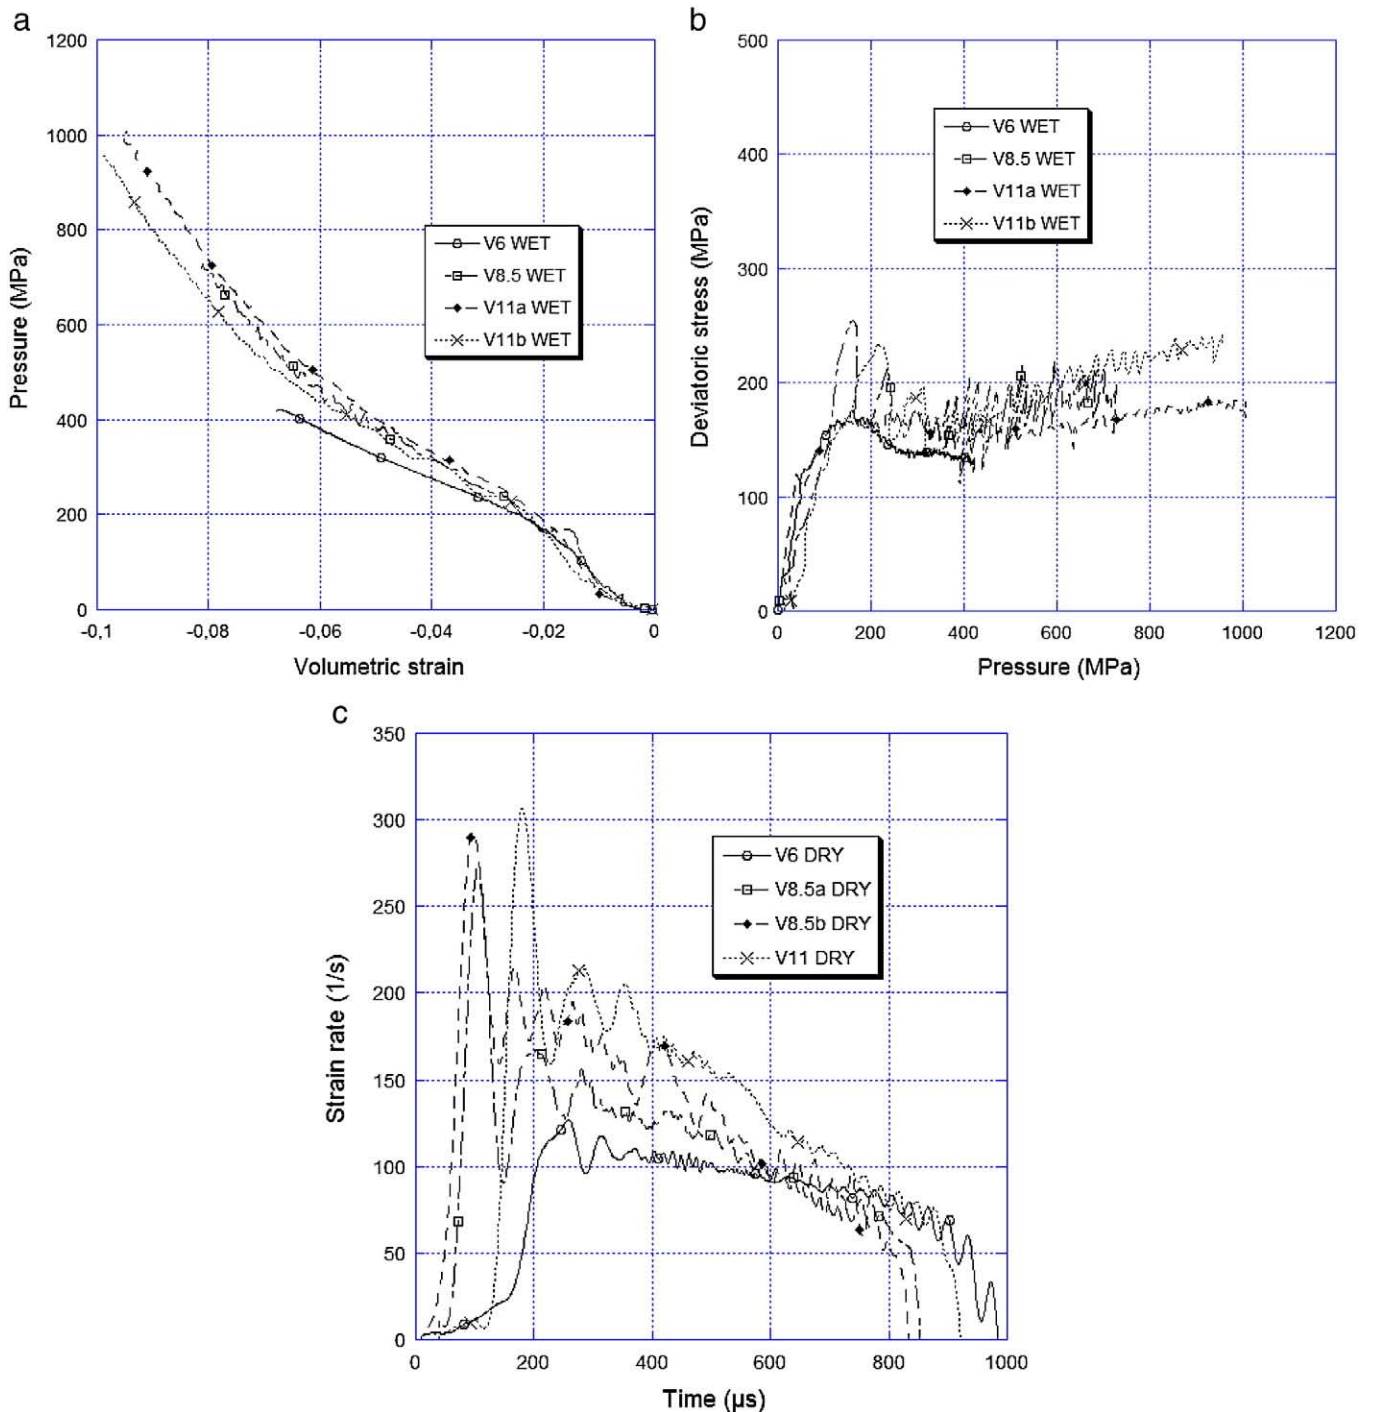 a
1200
1000
800
600
400
200
0
Pressure (MPa)
-0,1
-0,08
-0,06
-0,04
-0,02
0
Volumetric strain
V6 WET
V8.5 WET
V11a WET
V11b WET
b
500
400
300
200
100
0
Deviatoric stress (MPa)
0
200
400
600
800
1000
1200
Pressure (MPa)
V6 WET
V8.5 WET
V11a WET
V11b WET
c
350
300
250
200
150
100
50
0
Strain rate (1/s)
0
200
400
600
800
1000
Time (μs)
V6 DRY
V8.5a DRY
V8.5b DRY
V11 DRY